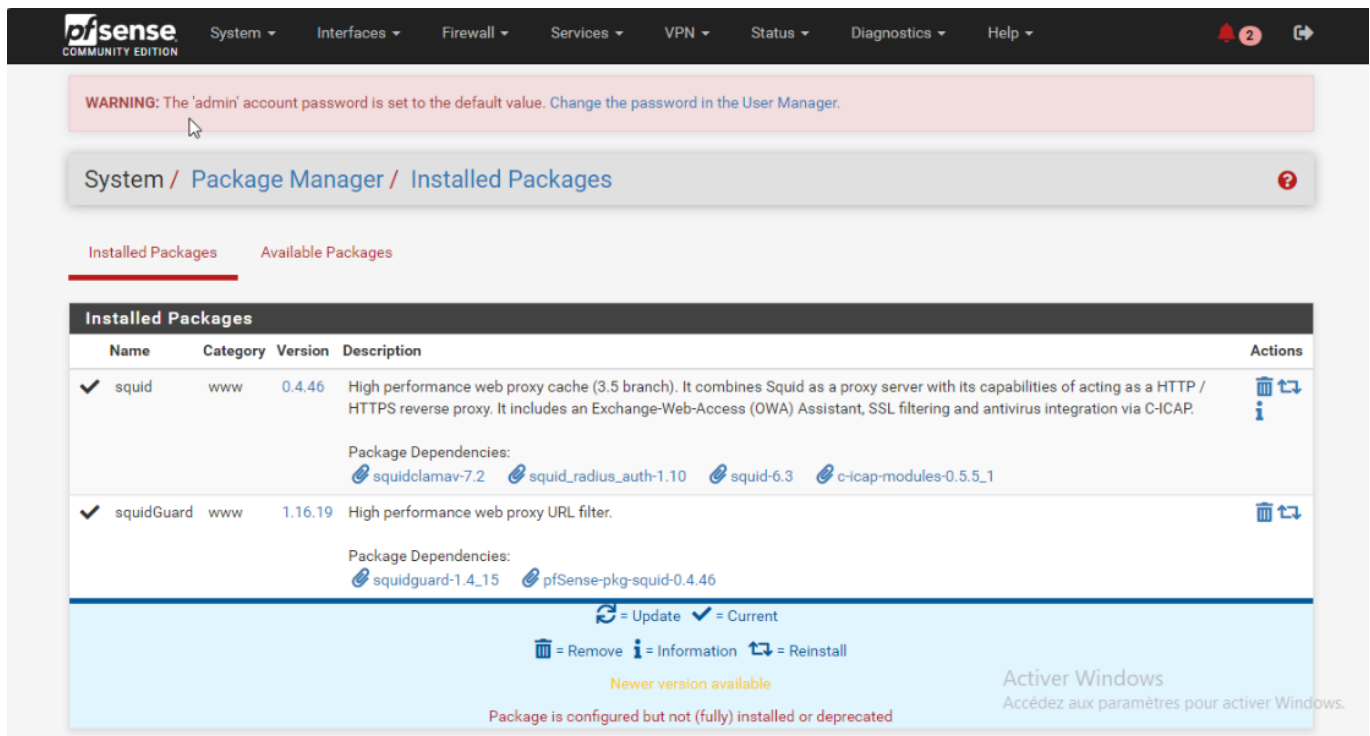 pfsense System Interfaces Firewall Services VPN Status Diagnostics Help 2
COMMUNITY EDITION
WARNING: The 'admin' account password is set to the default value. Change the password in the User Manager.
System / Package Manager / Installed Packages
Installed Packages Available Packages
Installed Packages
Name Category Version Description Actions
squid www 0.4.46 High performance web proxy cache (3.5 branch). It combines Squid as a proxy server with its capabilities of acting as a HTTP /
HTTPS reverse proxy. It includes an Exchange-Web-Access (OWA) Assistant, SSL filtering and antivirus integration via C-ICAP.
Package Dependencies:
squidclamav-7.2 squid_radius_auth-1.10 squid-6.3 c-icap-modules-0.5.5_1
squidGuard www 1.16.19 High performance web proxy URL filter.
Package Dependencies:
squidguard-1.4_15 pfSense-pkg-squid-0.4.46
= Update = Current
= Remove = Information = Reinstall
Newer version available
Package is configured but not (fully) installed or deprecated
Activer Windows
Accédez aux paramètres pour activer Windows.